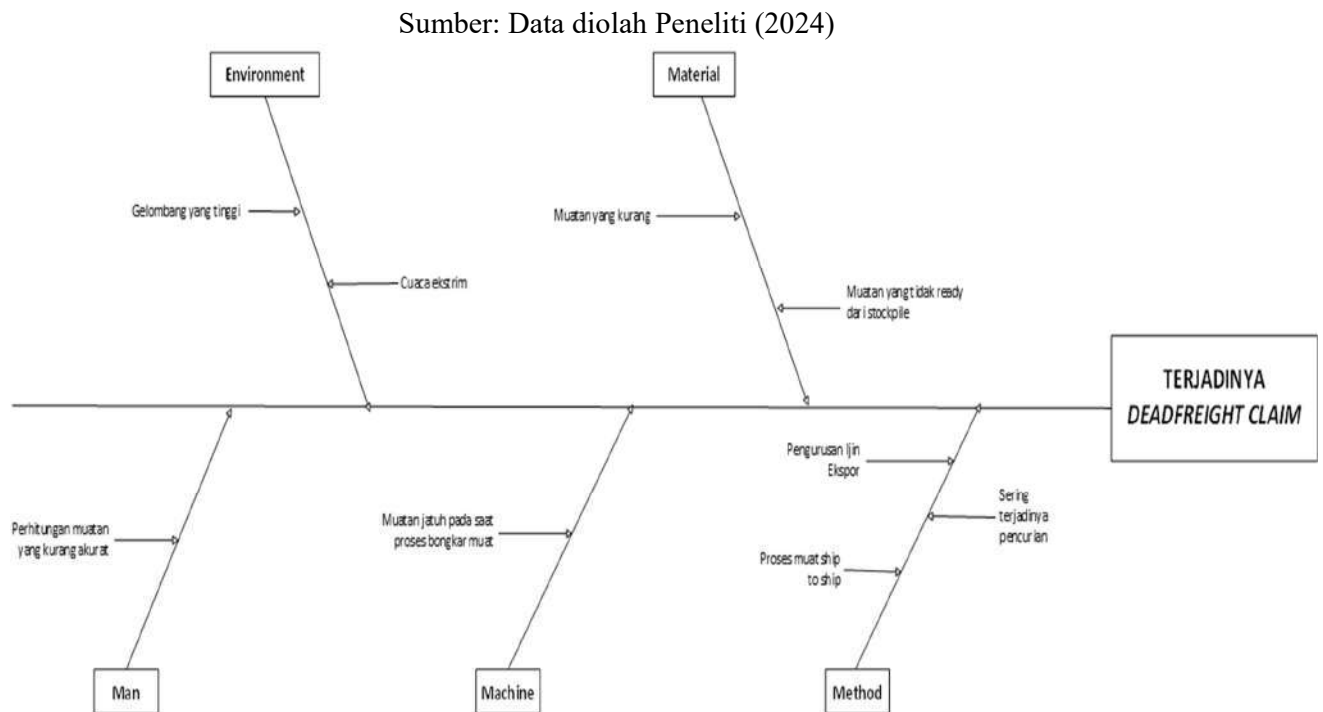 Sumber: Data diolah Peneliti (2024)
Environment
Material
Gelombang yang tinggi
Muatan yang kurang
Cuaca ekstrim
Muatan yang tidak ready
dari stockpile
TERJADINYA
DEADFREIGHT CLAIM
Pengurusan Ijin
Ekspor
Sering
terjadinya
pencurian
Perhitungan muatan
yang kurang akurat
Muatan jatuh pada saat
proses bongkar muat
Proses muat ship
to ship
Man
Machine
Method